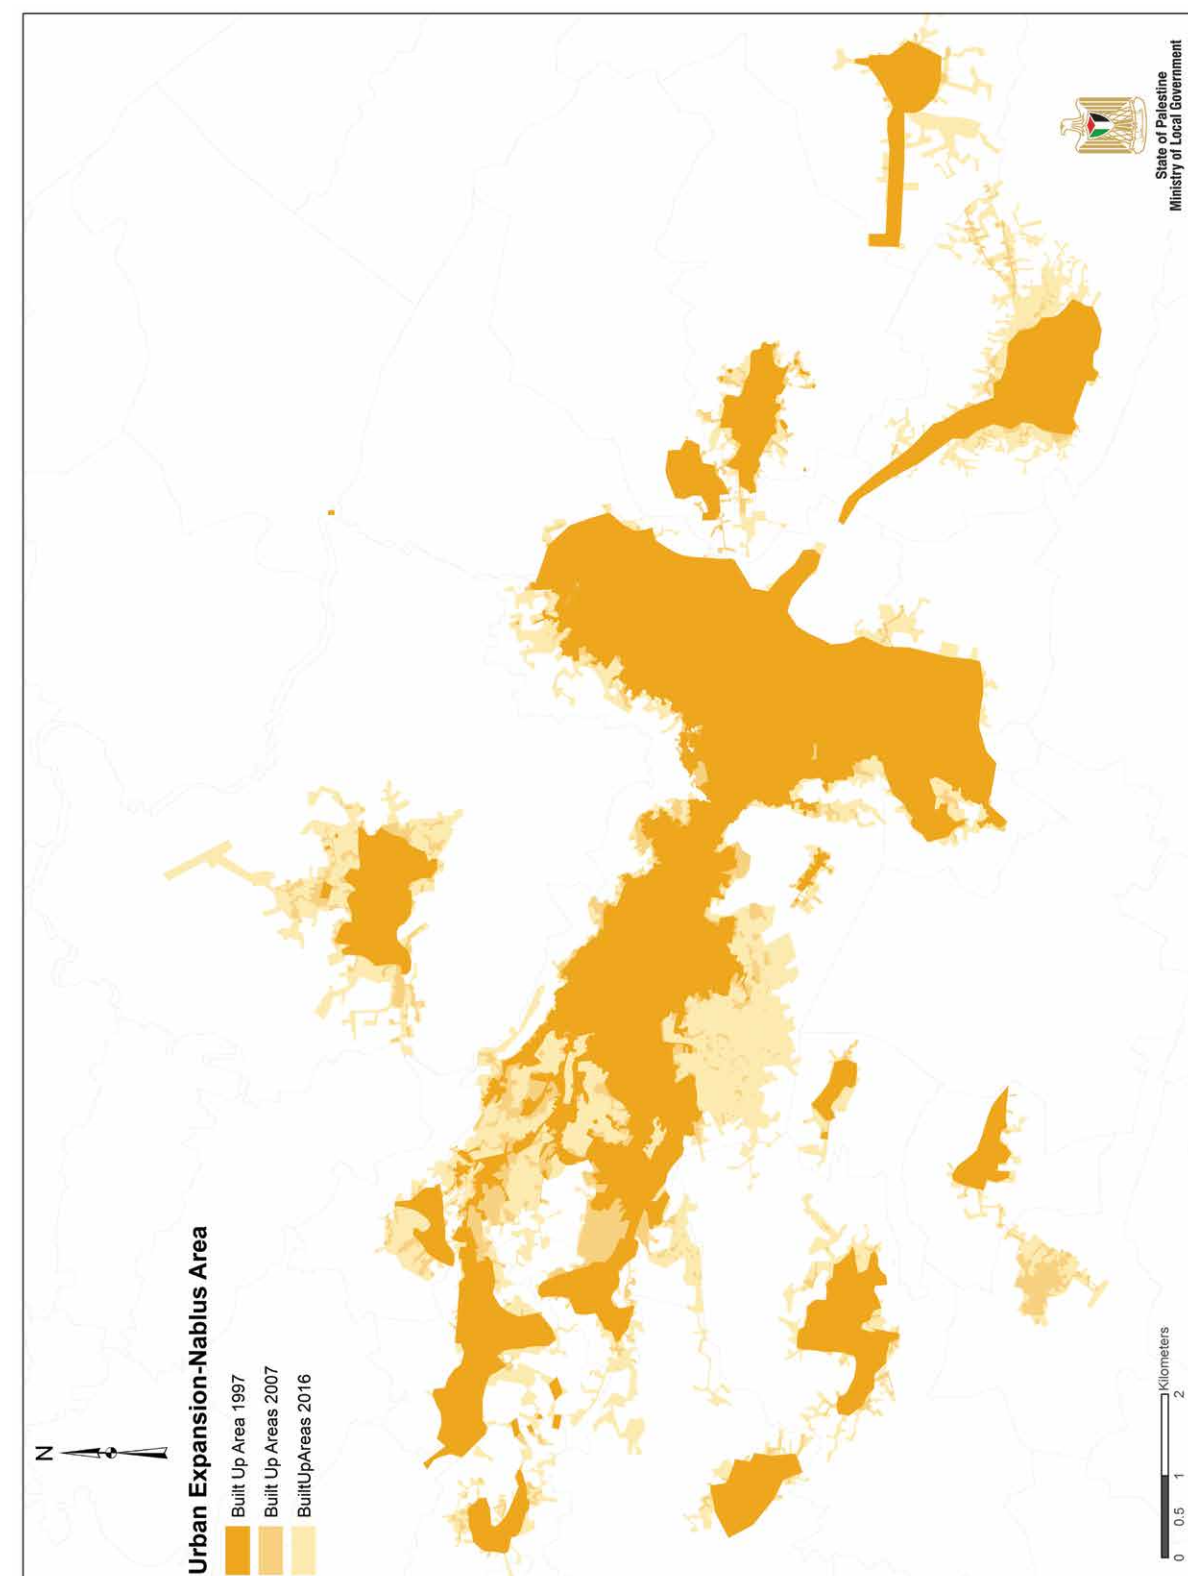 N
Urban Expansion-Nablus Area
Built Up Area 1997
Built Up Areas 2007
BuiltUpAreas 2016
0 0.5 1 2
Kilometers
State of Palestine
Ministry of Local Government